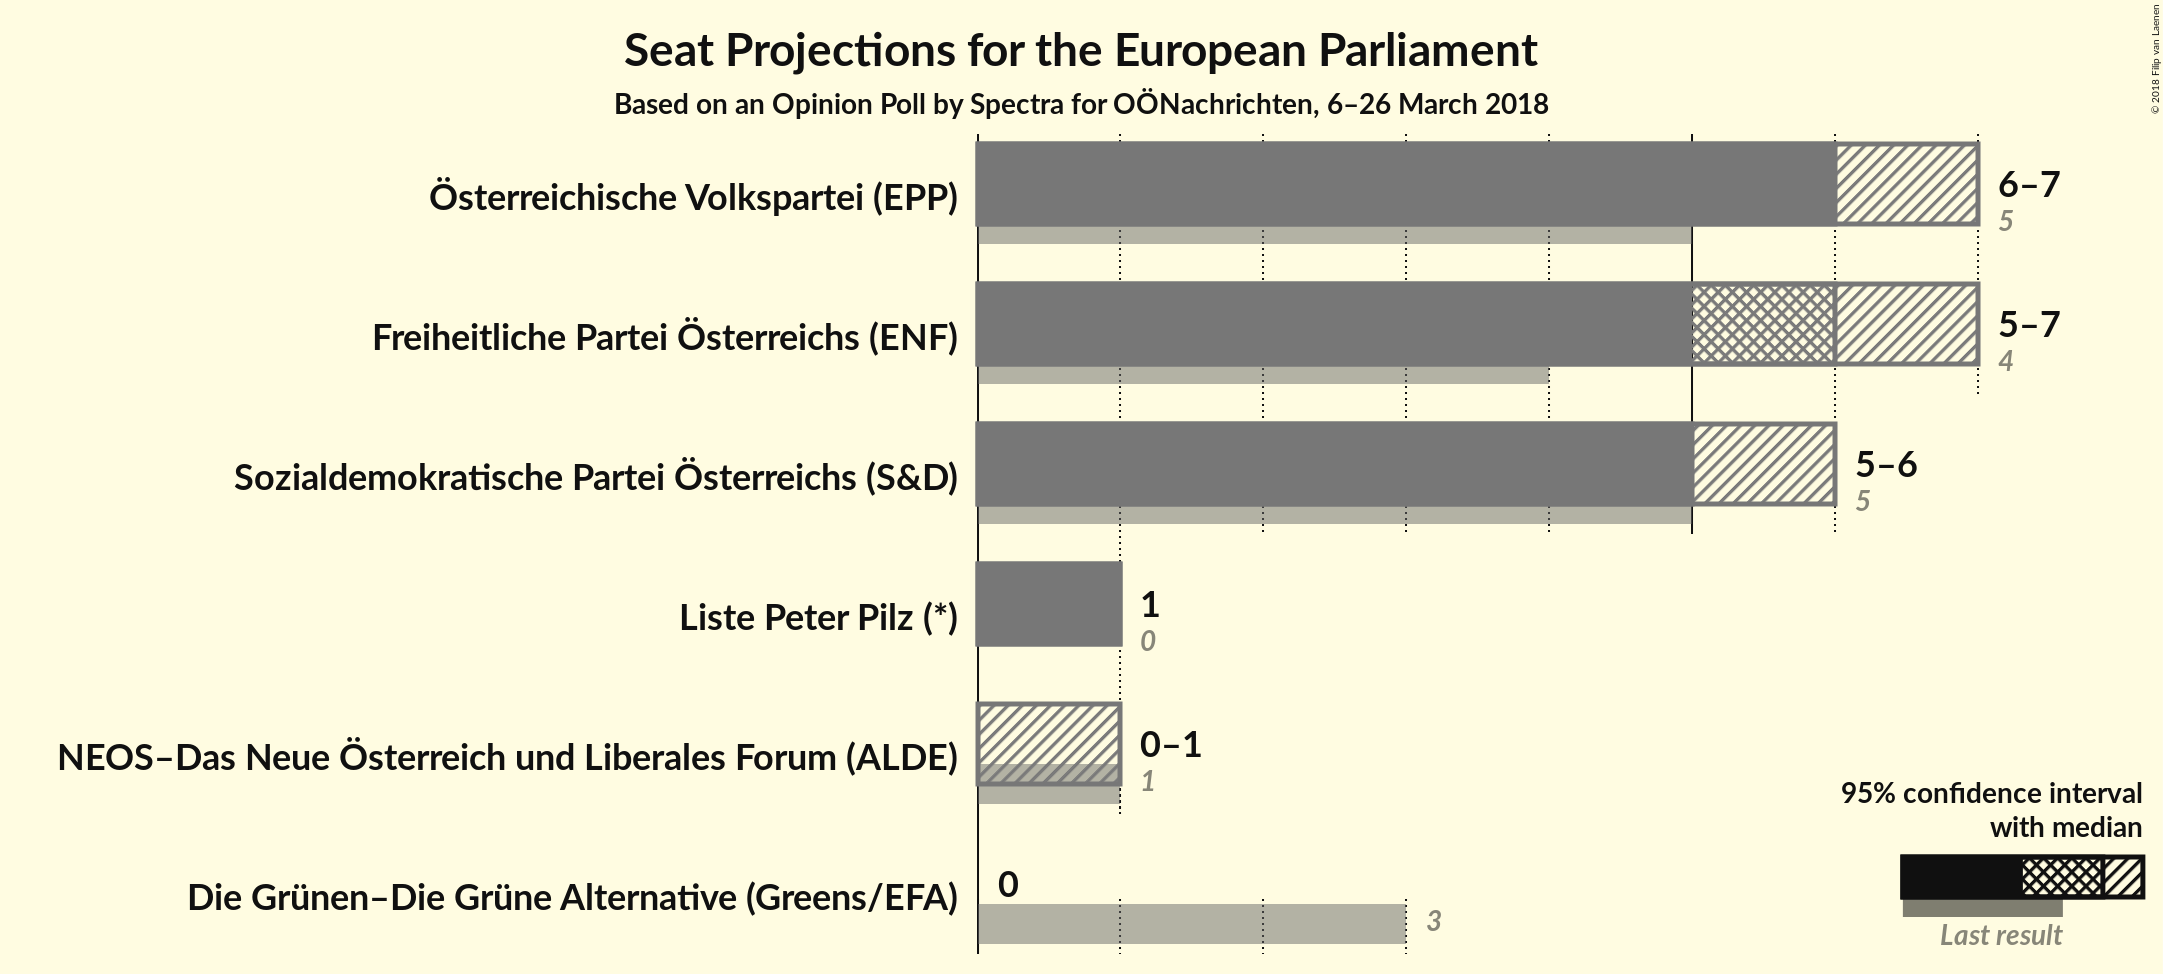 Seat Projections for the European Parliament
Based on an Opinion Poll by Spectra for OÖNachrichten, 6–26 March 2018
© 2018 Filip van Laenen
Österreichische Volkspartei (EPP)
6–7
5
Freiheitliche Partei Österreichs (ENF)
5–7
4
Sozialdemokratische Partei Österreichs (S&D)
5–6
5
Liste Peter Pilz (*)
1
0
NEOS–Das Neue Österreich und Liberales Forum (ALDE)
0–1
1
Die Grünen–Die Grüne Alternative (Greens/EFA)
0
3
95% confidence interval
with median
Last result